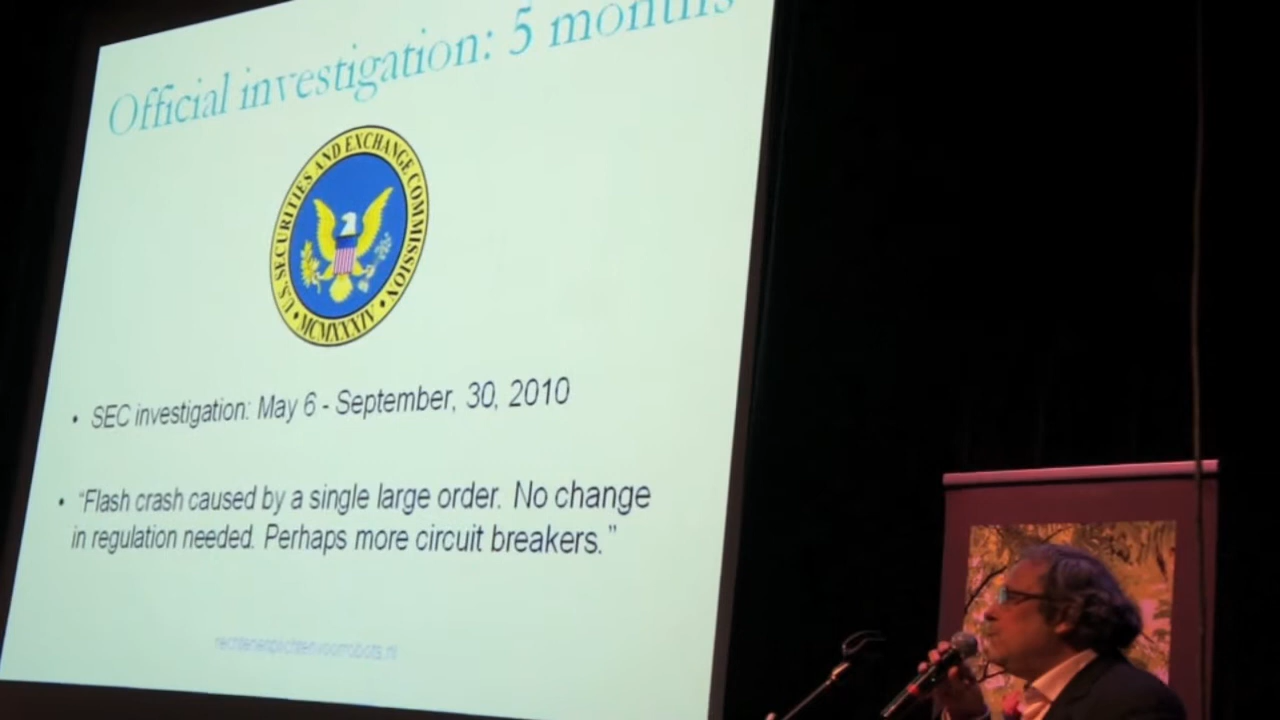 Official investigation: 5 months
U.S. SECURITIES AND EXCHANGE COMMISSION
MCMXXXIV
• SEC investigation: May 6 - September, 30, 2010
• “Flash crash caused by a single large order. No change
in regulation needed. Perhaps more circuit breakers.”